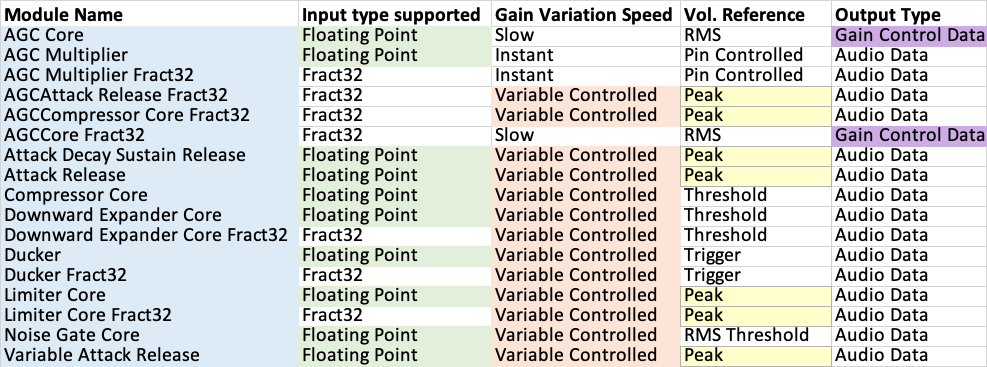 Module Name Input type supported Gain Variation Speed Vol. Reference Output Type
AGC Core Floating Point Slow RMS Gain Control Data
AGC Multiplier Floating Point Instant Pin Controlled Audio Data
AGC Multiplier Fract32 Fract32 Instant Pin Controlled Audio Data
AGCAttack Release Fract32 Fract32 Variable Controlled Peak Audio Data
AGCCompressor Core Fract32 Fract32 Variable Controlled Peak Audio Data
AGCCore Fract32 Fract32 Slow RMS Gain Control Data
Attack Decay Sustain Release Floating Point Variable Controlled Peak Audio Data
Attack Release Floating Point Variable Controlled Peak Audio Data
Compressor Core Floating Point Variable Controlled Threshold Audio Data
Downward Expander Core Floating Point Variable Controlled Threshold Audio Data
Downward Expander Core Fract32 Fract32 Variable Controlled Threshold Audio Data
Ducker Floating Point Variable Controlled Trigger Audio Data
Ducker Fract32 Fract32 Variable Controlled Trigger Audio Data
Limiter Core Floating Point Variable Controlled Peak Audio Data
Limiter Core Fract32 Fract32 Variable Controlled Peak Audio Data
Noise Gate Core Floating Point Variable Controlled RMS Threshold Audio Data
Variable Attack Release Floating Point Variable Controlled Peak Audio Data